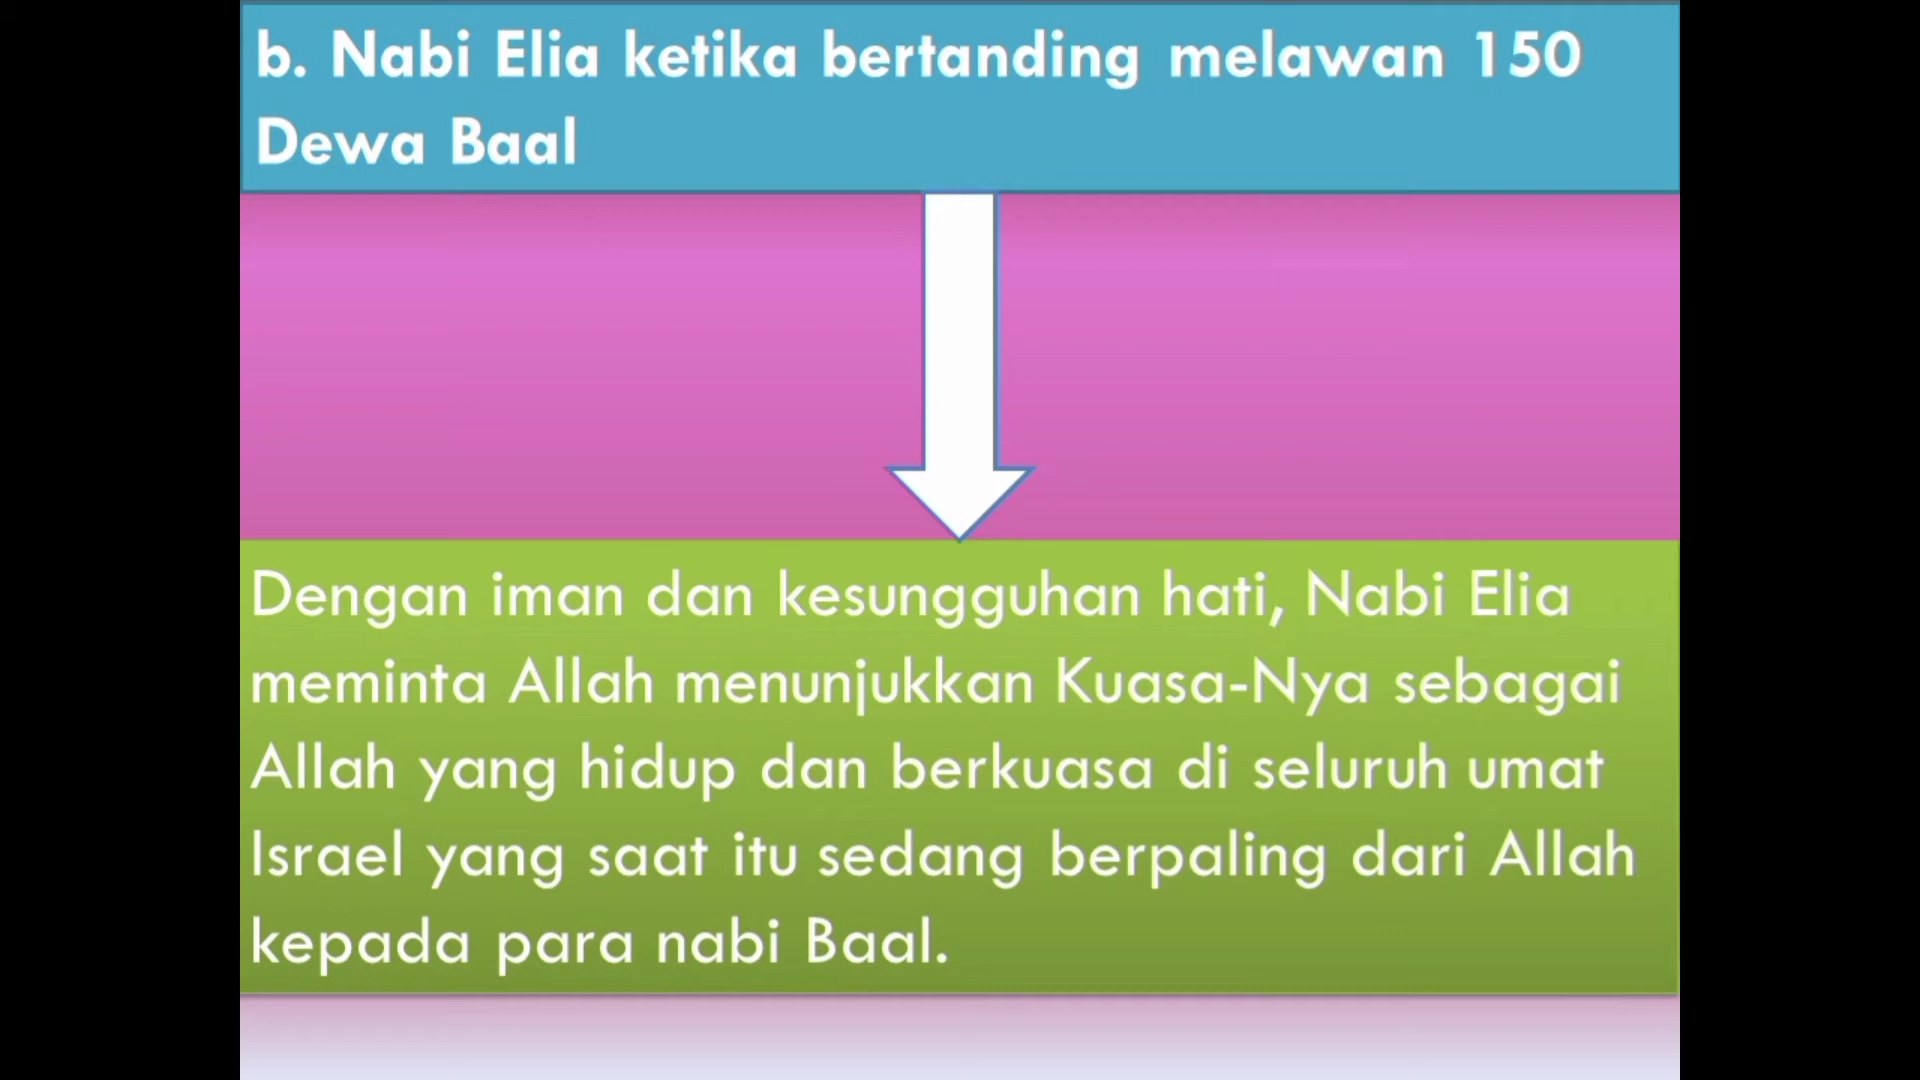 b. Nabi Elia ketika bertanding melawan 150
Dewa Baal
Dengan iman dan kesungguhan hati, Nabi Elia
meminta Allah menunjukkan Kuasa-Nya sebagai
Allah yang hidup dan berkuasa di seluruh umat
Israel yang saat itu sedang berpaling dari Allah
kepada para nabi Baal.